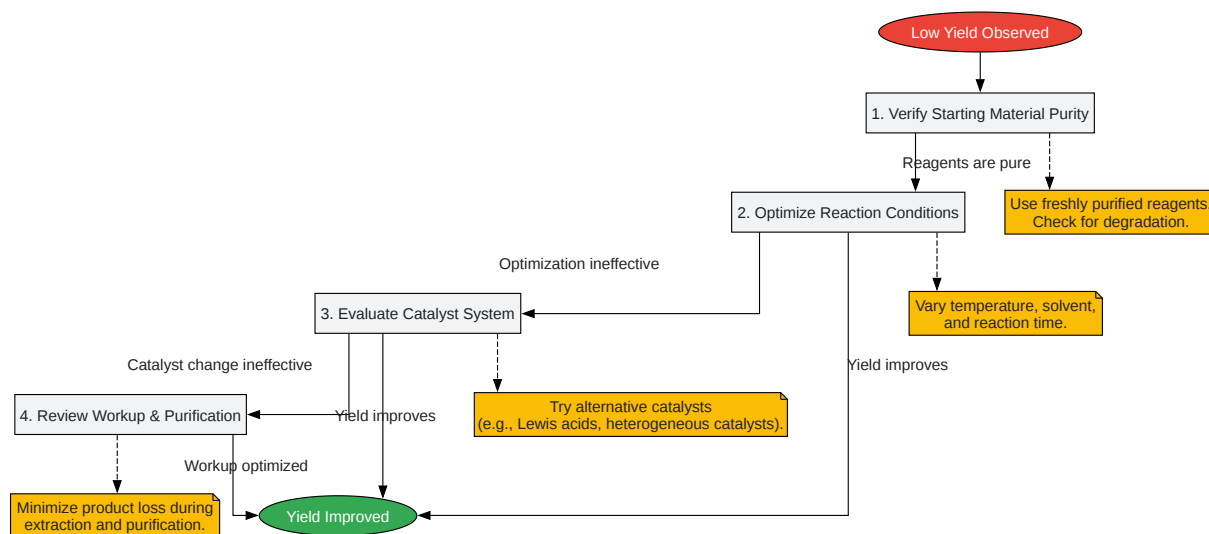 Low Yield Observed
1. Verify Starting Material Purity
Reagents are pure
Use freshly purified reagents.
Check for degradation.
2. Optimize Reaction Conditions
Optimization ineffective
Vary temperature, solvent,
and reaction time.
3. Evaluate Catalyst System
Catalyst change ineffective
Yield improves
Try alternative catalysts
(e.g., Lewis acids, heterogeneous catalysts).
4. Review Workup & Purification
Yield improves
Workup optimized
Minimize product loss during
extraction and purification.
Yield Improved